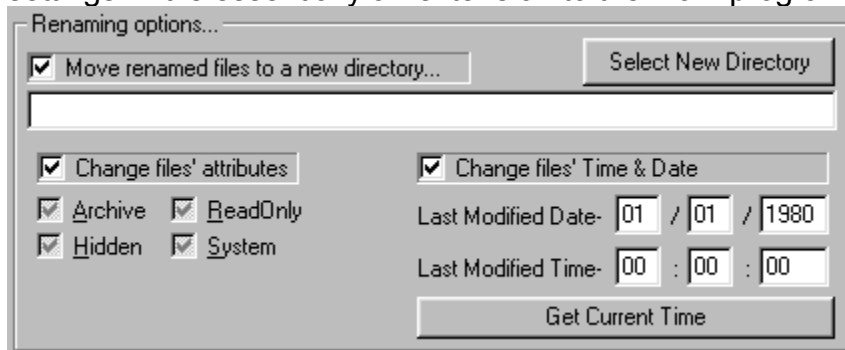 Renaming options...
Move renamed files to a new directory...
Select New Directory
Change files' attributes
Archive ReadOnly
Hidden System
Change files' Time & Date
Last Modified Date- 01 / 01 / 1980
Last Modified Time- 00 : 00 : 00
Get Current Time